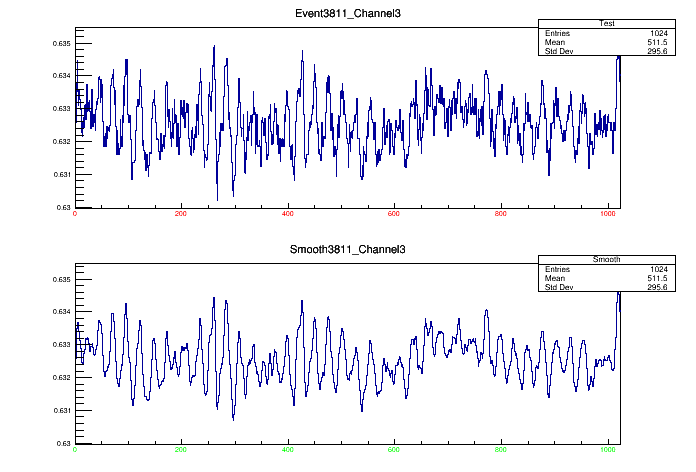 Event3811_Channel3
Test
Entries 1024
Mean 511.5
Std Dev 295.6
0.635
0.634
0.633
0.632
0.631
0.63
0 200 400 600 800 1000
Smooth3811_Channel3
Smooth
Entries 1024
Mean 511.5
Std Dev 295.6
0.635
0.634
0.633
0.632
0.631
0.63
0 200 400 600 800 1000